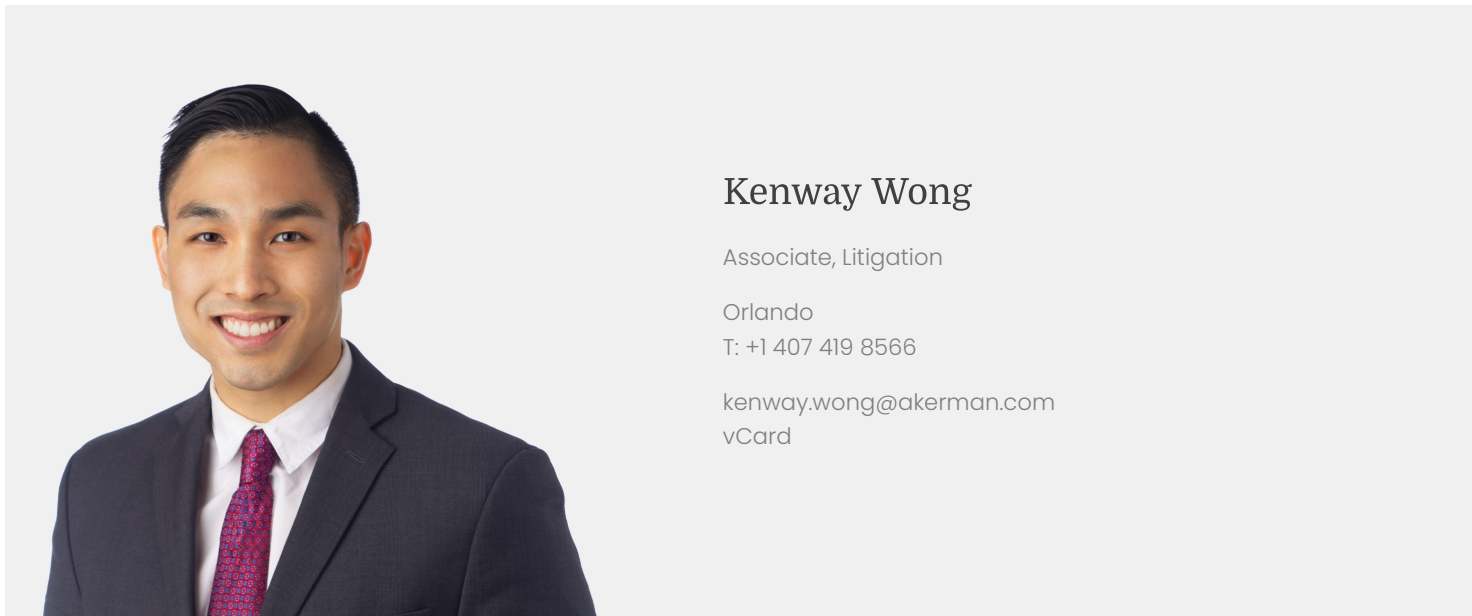 Kenway Wong
Associate, Litigation
Orlando
T: +1 407 419 8566
kenway.wong@akerman.com
vCard